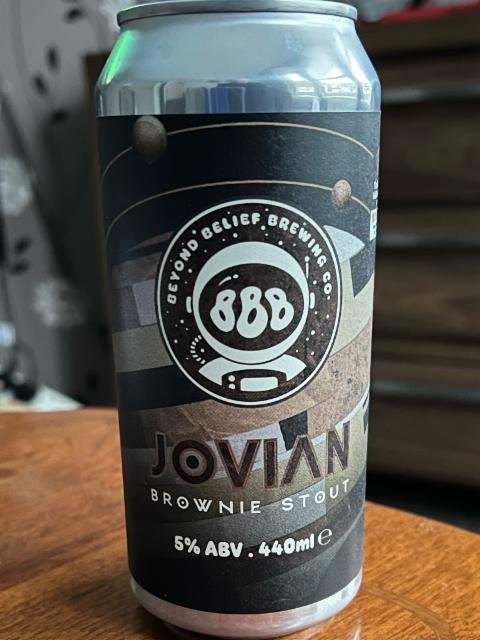 BEYOND BELIEF BREWING CO.
BBB
JOVIAN
BROWNIE STOUT
5% ABV . 440ml e